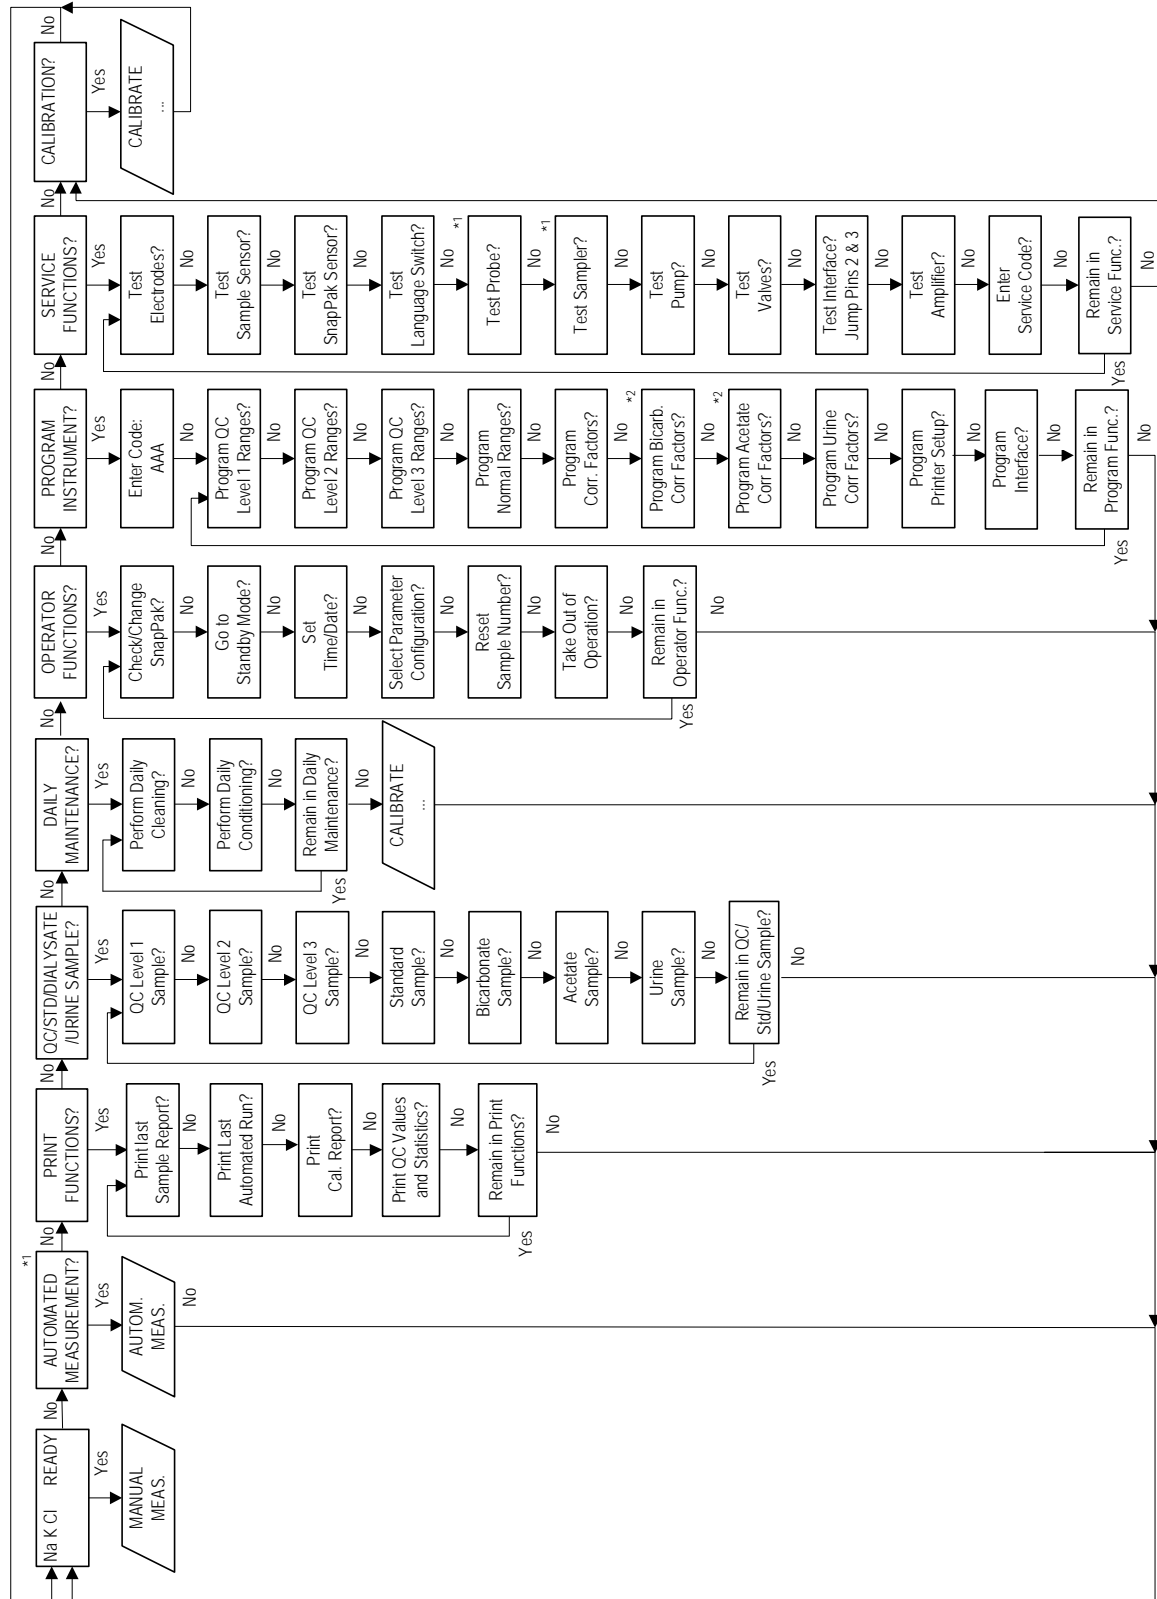 Na K Cl READY
No
Yes
MANUAL
MEAS.
*1
AUTOMATED
MEASUREMENT?
No
Yes
AUTOM.
MEAS.
No
PRINT
FUNCTIONS?
No
Yes
Print last
Sample Report?
No
Print Last
Automated Run?
No
Print
Cal. Report?
No
Print QC Values
and Statistics?
No
Remain in Print
Functions?
Yes
No
QC/STD/DIALYSATE
/URINE SAMPLE?
No
Yes
QC Level 1
Sample?
No
QC Level 2
Sample?
No
QC Level 3
Sample?
No
Standard
Sample?
No
Bicarbonate
Sample?
No
Acetate
Sample?
No
Urine
Sample?
No
Remain in QC/
Std/Urine Sample?
Yes
No
DAILY
MAINTENANCE?
No
Yes
Perform Daily
Cleaning?
No
Perform Daily
Conditioning?
No
Remain in Daily
Maintenance?
Yes
No
CALIBRATE
...
OPERATOR
FUNCTIONS?
No
Yes
Check/Change
SnapPak?
No
Go to
Standby Mode?
No
Set
Time/Date?
No
Select Parameter
Configuration?
No
Reset
Sample Number?
No
Take Out of
Operation?
No
Remain in
Operator Func.?
Yes
No
PROGRAM
INSTRUMENT?
No
Yes
Enter Code:
AAA
No
Program QC
Level 1 Ranges?
No
Program QC
Level 2 Ranges?
No
Program QC
Level 3 Ranges?
No
Program
Normal Ranges?
No
Program
Corr. Factors?
No
*2
Program Bicarb.
Corr Factors?
No
*2
Program Acetate
Corr Factors?
No
Program Urine
Corr Factors?
No
Program
Printer Setup?
No
Program
Interface?
No
Remain in
Program Func.?
Yes
No
SERVICE
FUNCTIONS?
No
Yes
Test
Electrodes?
No
Test
Sample Sensor?
No
Test
SnapPak Sensor?
No
Test
Language Switch?
No
*1
Test Probe?
No
*1
Test Sampler?
No
Test
Pump?
No
Test
Valves?
No
Test Interface?
Jump Pins 2 & 3
No
Test
Amplifier?
No
Enter
Service Code?
No
Remain in
Service Func.?
Yes
No
CALIBRATION?
No
Yes
CALIBRATE
...